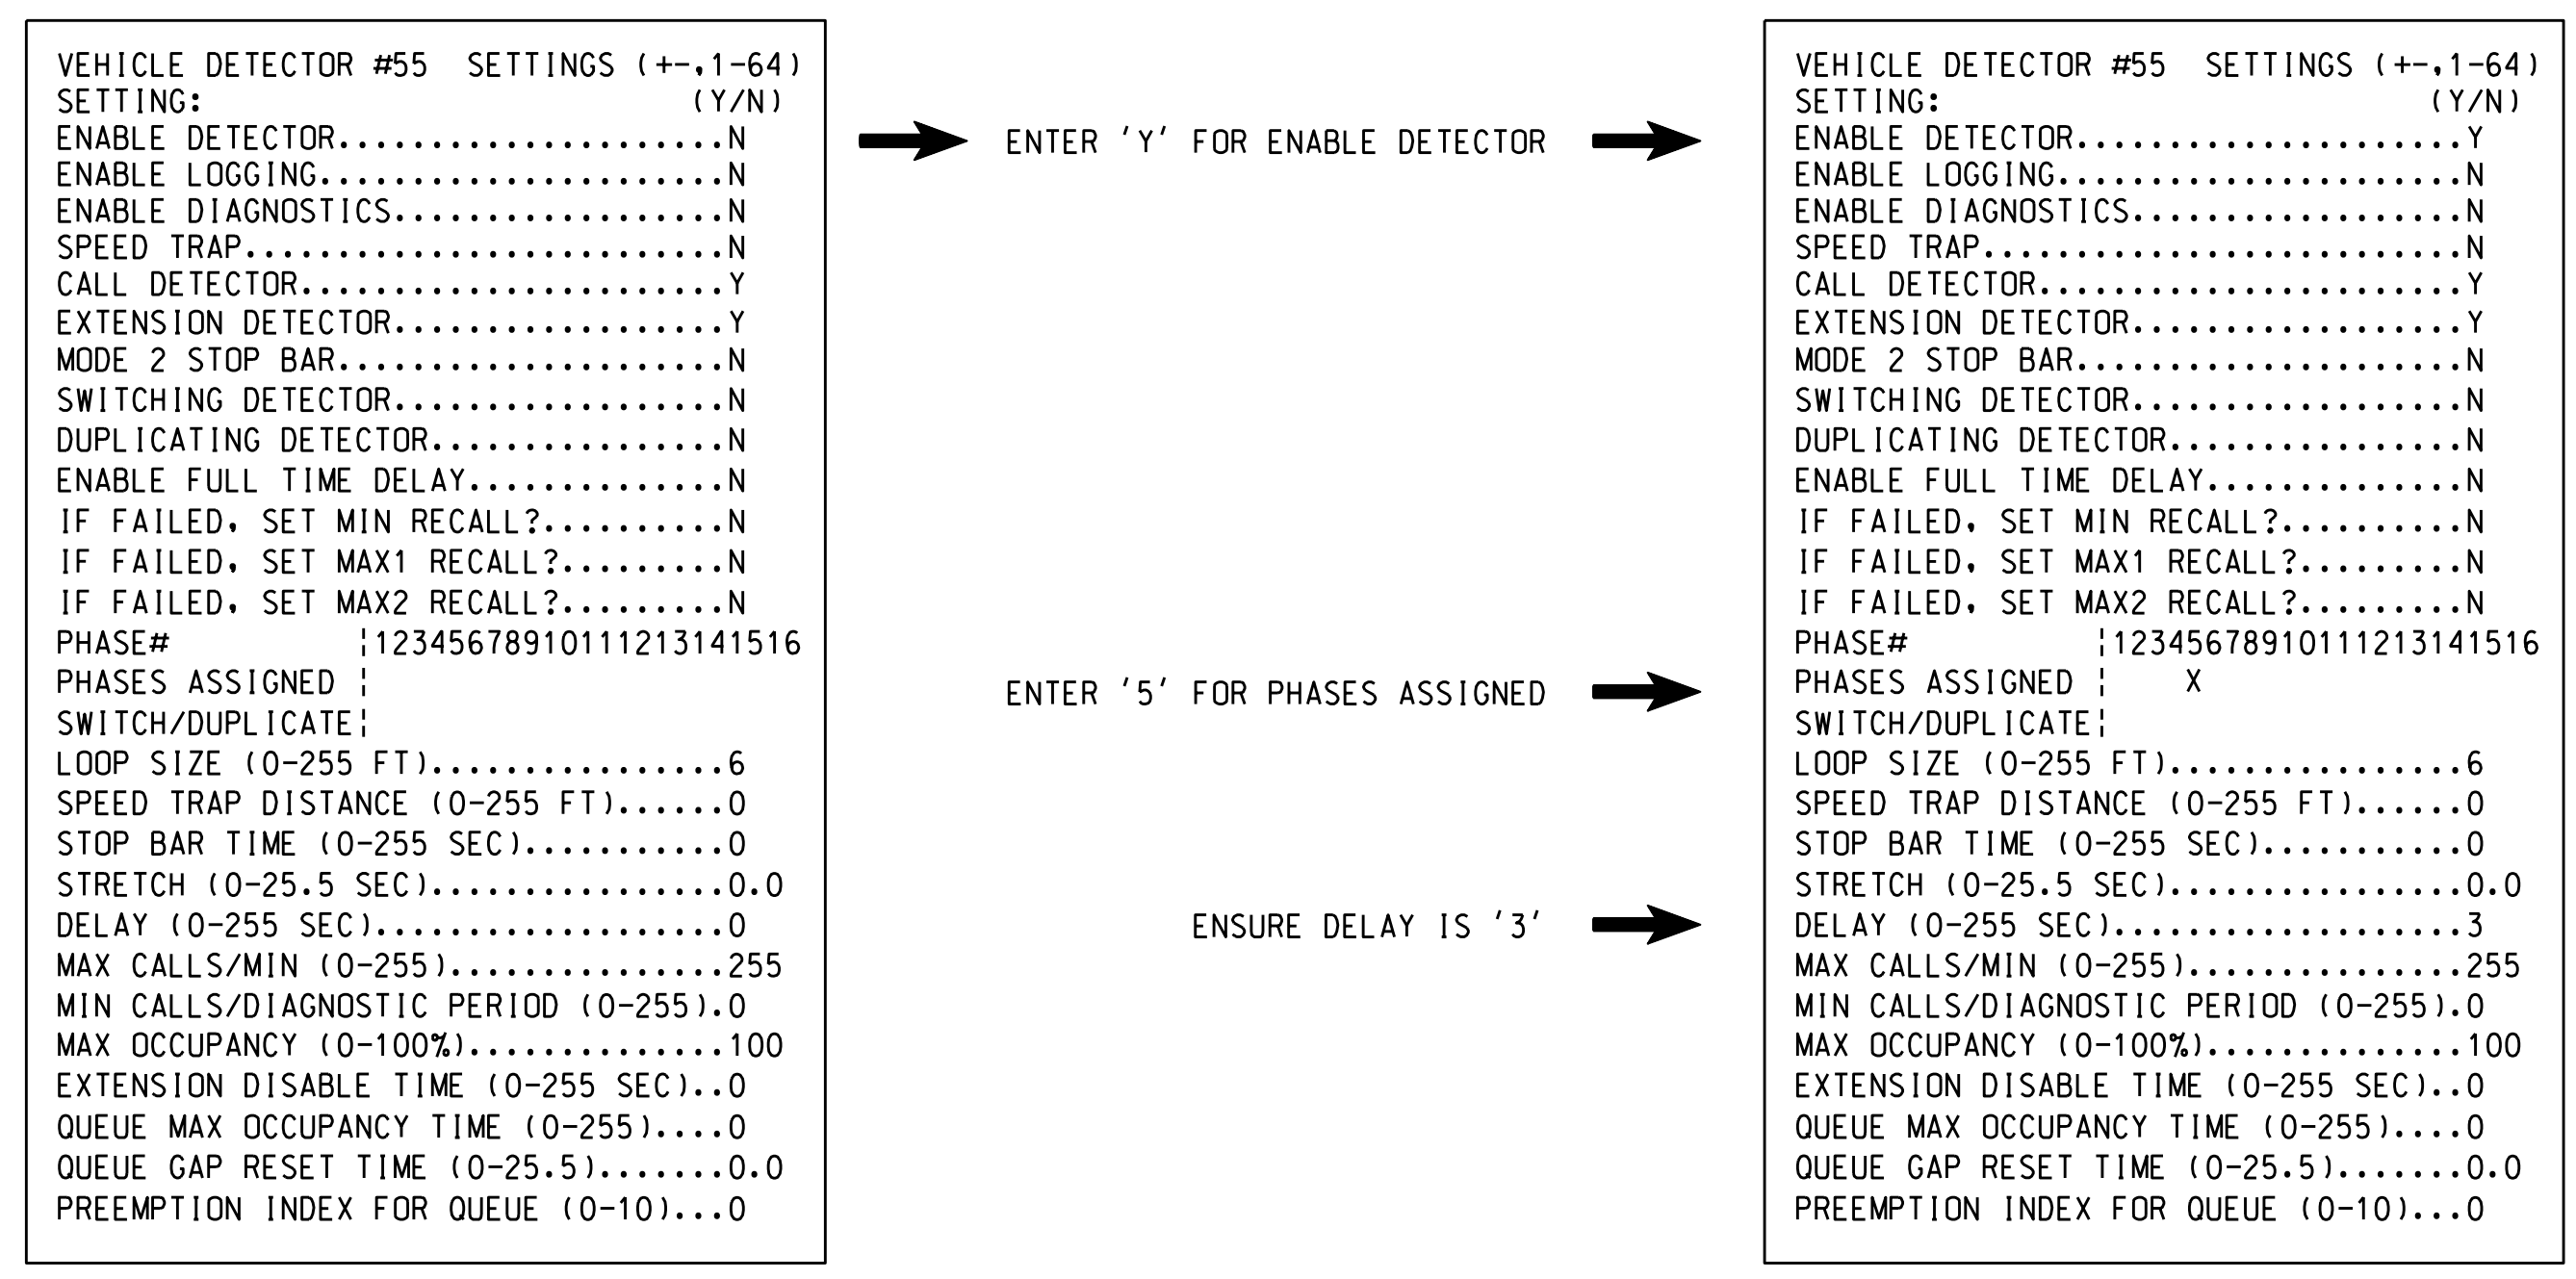 VEHICLE DETECTOR #55  SETTINGS (+-,1-64)
SETTING:                          (Y/N)
ENABLE DETECTOR.....................N
ENABLE LOGGING......................N
ENABLE DIAGNOSTICS..................N
SPEED TRAP..........................N
CALL DETECTOR.......................Y
EXTENSION DETECTOR..................Y
MODE 2 STOP BAR.....................N
SWITCHING DETECTOR..................N
DUPLICATING DETECTOR................N
ENABLE FULL TIME DELAY..............N
IF FAILED, SET MIN RECALL?..........N
IF FAILED, SET MAX1 RECALL?.........N
IF FAILED, SET MAX2 RECALL?.........N
PHASE#          ¦12345678910111213141516
PHASES ASSIGNED ¦
SWITCH/DUPLICATE¦
LOOP SIZE (0-255 FT)................6
SPEED TRAP DISTANCE (0-255 FT)......0
STOP BAR TIME (0-255 SEC)...........0
STRETCH (0-25.5 SEC)................0.0
DELAY (0-255 SEC)...................0
MAX CALLS/MIN (0-255)...............255
MIN CALLS/DIAGNOSTIC PERIOD (0-255).0
MAX OCCUPANCY (0-100%)..............100
EXTENSION DISABLE TIME (0-255 SEC)..0
QUEUE MAX OCCUPANCY TIME (0-255)....0
QUEUE GAP RESET TIME (0-25.5).......0.0
PREEMPTION INDEX FOR QUEUE (0-10)...0
ENTER 'Y' FOR ENABLE DETECTOR
ENTER '5' FOR PHASES ASSIGNED
ENSURE DELAY IS '3'
VEHICLE DETECTOR #55  SETTINGS (+-,1-64)
SETTING:                          (Y/N)
ENABLE DETECTOR.....................Y
ENABLE LOGGING......................N
ENABLE DIAGNOSTICS..................N
SPEED TRAP..........................N
CALL DETECTOR.......................Y
EXTENSION DETECTOR..................Y
MODE 2 STOP BAR.....................N
SWITCHING DETECTOR..................N
DUPLICATING DETECTOR................N
ENABLE FULL TIME DELAY..............N
IF FAILED, SET MIN RECALL?..........N
IF FAILED, SET MAX1 RECALL?.........N
IF FAILED, SET MAX2 RECALL?.........N
PHASE#          ¦12345678910111213141516
PHASES ASSIGNED ¦    X
SWITCH/DUPLICATE¦
LOOP SIZE (0-255 FT)................6
SPEED TRAP DISTANCE (0-255 FT)......0
STOP BAR TIME (0-255 SEC)...........0
STRETCH (0-25.5 SEC)................0.0
DELAY (0-255 SEC)...................3
MAX CALLS/MIN (0-255)...............255
MIN CALLS/DIAGNOSTIC PERIOD (0-255).0
MAX OCCUPANCY (0-100%)..............100
EXTENSION DISABLE TIME (0-255 SEC)..0
QUEUE MAX OCCUPANCY TIME (0-255)....0
QUEUE GAP RESET TIME (0-25.5).......0.0
PREEMPTION INDEX FOR QUEUE (0-10)...0